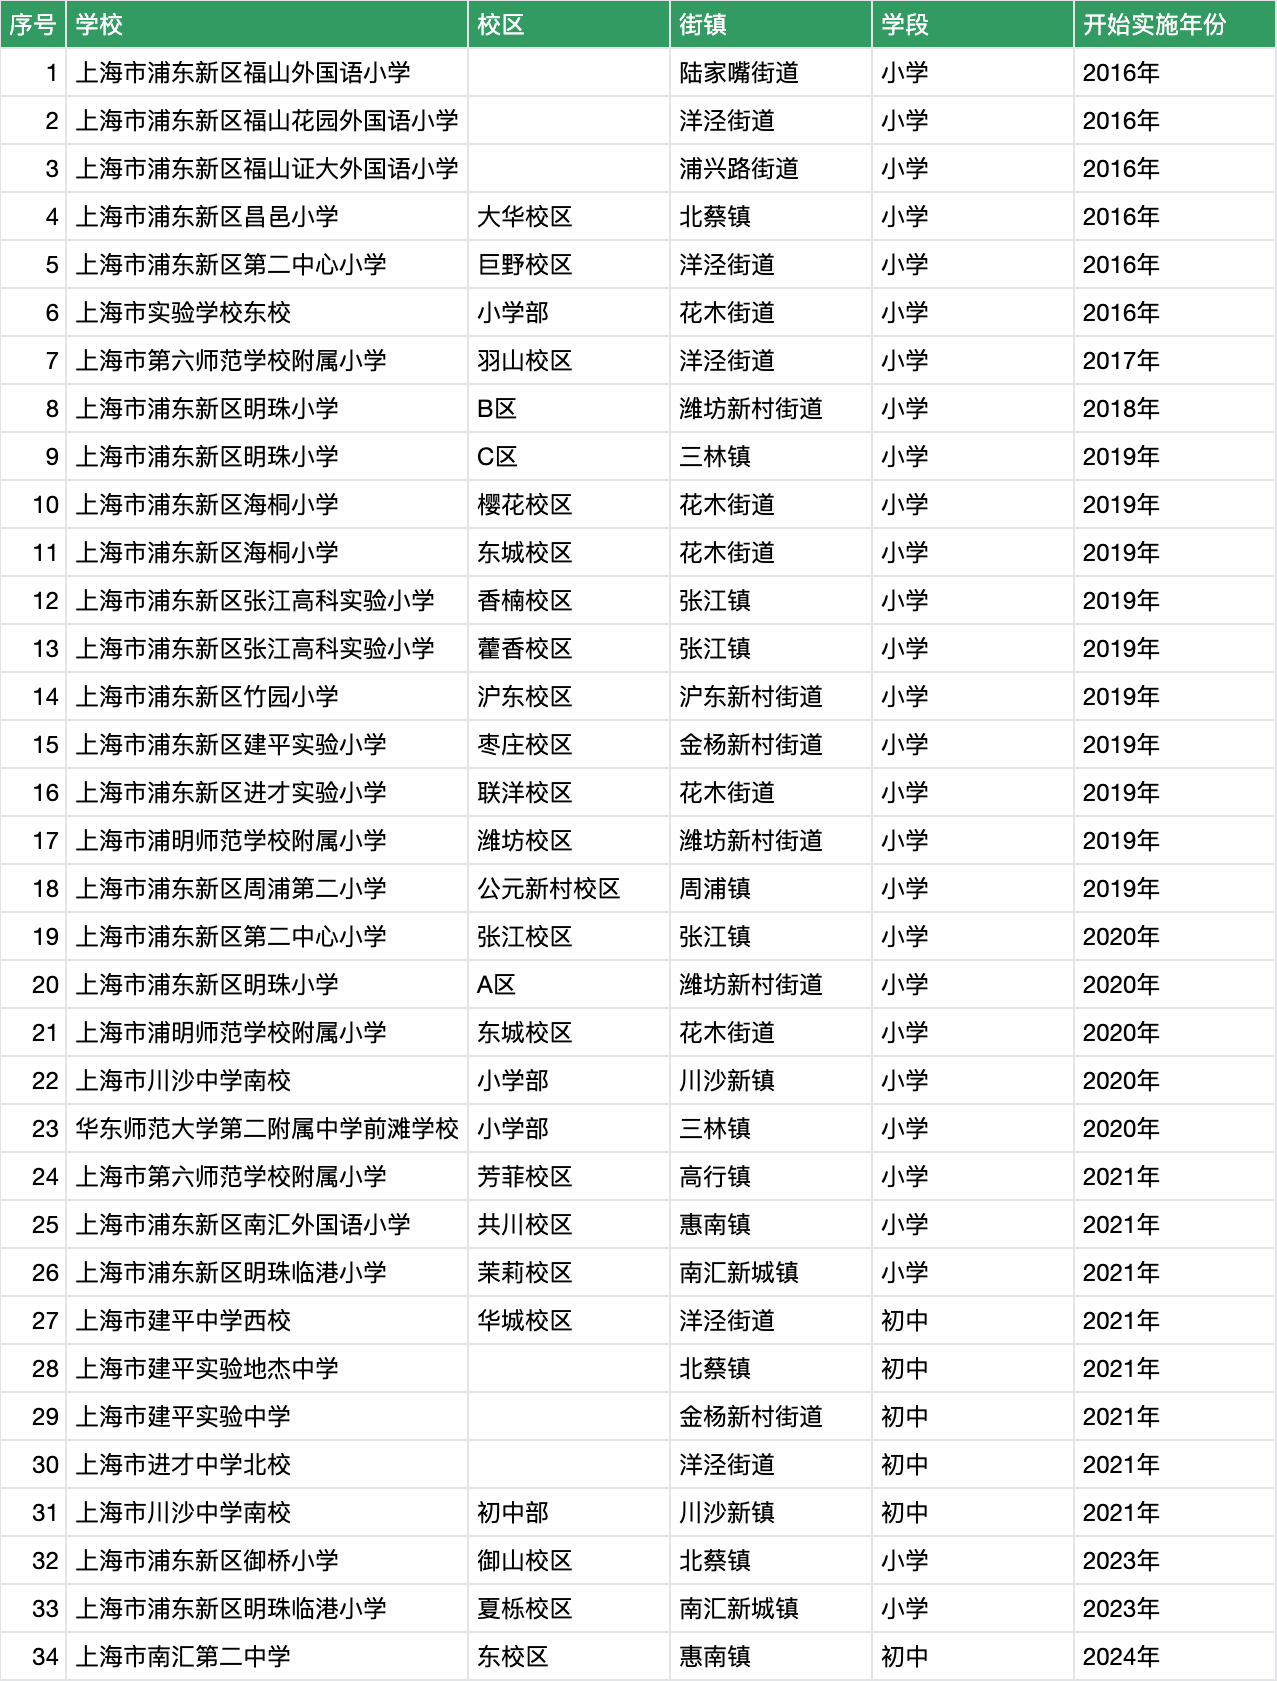 序号 学校 校区 街镇 学段 开始实施年份
1 上海市浦东新区福山外国语小学 陆家嘴街道 小学 2016年
2 上海市浦东新区福山花园外国语小学 洋泾街道 小学 2016年
3 上海市浦东新区福山证大外国语小学 浦兴路街道 小学 2016年
4 上海市浦东新区昌邑小学 大华校区 北蔡镇 小学 2016年
5 上海市浦东新区第二中心小学 巨野校区 洋泾街道 小学 2016年
6 上海市实验学校东校 小学部 花木街道 小学 2016年
7 上海市第六师范学校附属小学 羽山校区 洋泾街道 小学 2017年
8 上海市浦东新区明珠小学 B区 潍坊新村街道 小学 2018年
9 上海市浦东新区明珠小学 C区 三林镇 小学 2019年
10 上海市浦东新区海桐小学 樱花校区 花木街道 小学 2019年
11 上海市浦东新区海桐小学 东城校区 花木街道 小学 2019年
12 上海市浦东新区张江高科实验小学 香楠校区 张江镇 小学 2019年
13 上海市浦东新区张江高科实验小学 藿香校区 张江镇 小学 2019年
14 上海市浦东新区竹园小学 沪东校区 沪东新村街道 小学 2019年
15 上海市浦东新区建平实验小学 枣庄校区 金杨新村街道 小学 2019年
16 上海市浦东新区进才实验小学 联洋校区 花木街道 小学 2019年
17 上海市浦明师范学校附属小学 潍坊校区 潍坊新村街道 小学 2019年
18 上海市浦东新区周浦第二小学 公元新村校区 周浦镇 小学 2019年
19 上海市浦东新区第二中心小学 张江校区 张江镇 小学 2020年
20 上海市浦东新区明珠小学 A区 潍坊新村街道 小学 2020年
21 上海市浦明师范学校附属小学 东城校区 花木街道 小学 2020年
22 上海市川沙中学南校 小学部 川沙新镇 小学 2020年
23 华东师范大学第二附属中学前滩学校 小学部 三林镇 小学 2020年
24 上海市第六师范学校附属小学 芳菲校区 高行镇 小学 2021年
25 上海市浦东新区南汇外国语小学 共川校区 惠南镇 小学 2021年
26 上海市浦东新区明珠临港小学 茉莉校区 南汇新城镇 小学 2021年
27 上海市建平中学西校 华城校区 洋泾街道 初中 2021年
28 上海市建平实验地杰中学 北蔡镇 初中 2021年
29 上海市建平实验中学 金杨新村街道 初中 2021年
30 上海市进才中学北校 洋泾街道 初中 2021年
31 上海市川沙中学南校 初中部 川沙新镇 初中 2021年
32 上海市浦东新区御桥小学 御山校区 北蔡镇 小学 2023年
33 上海市浦东新区明珠临港小学 夏栎校区 南汇新城镇 小学 2023年
34 上海市南汇第二中学 东校区 惠南镇 初中 2024年